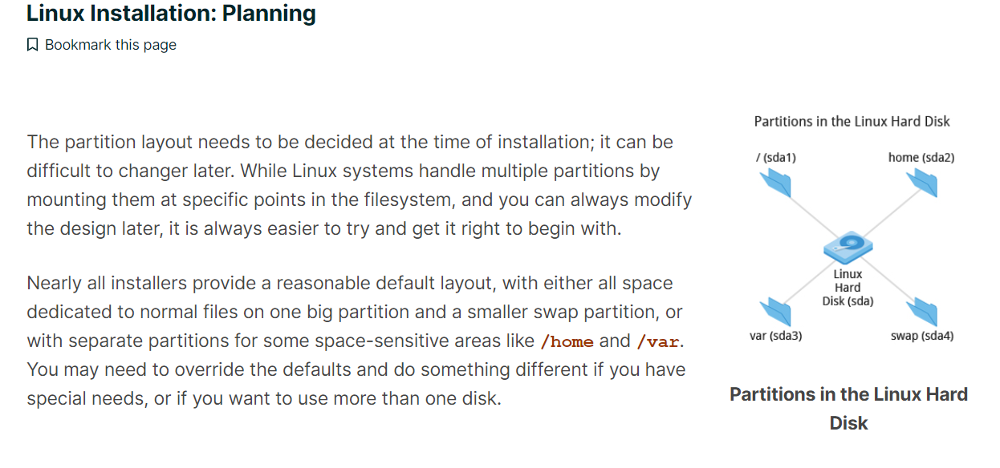 Linux Installation: Planning
Bookmark this page
The partition layout needs to be decided at the time of installation; it can be
difficult to changer later. While Linux systems handle multiple partitions by
mounting them at specific points in the filesystem, and you can always modify
the design later, it is always easier to try and get it right to begin with.
Nearly all installers provide a reasonable default layout, with either all space
dedicated to normal files on one big partition and a smaller swap partition, or
with separate partitions for some space-sensitive areas like /home and /var.
You may need to override the defaults and do something different if you have
special needs, or if you want to use more than one disk.
Partitions in the Linux Hard Disk
/ (sda1)
home (sda2)
Linux
Hard
Disk (sda)
var (sda3)
swap (sda4)
Partitions in the Linux Hard
Disk